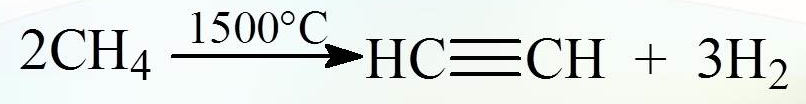 2CH₄ 1500°C→ HC≡CH + 3H₂